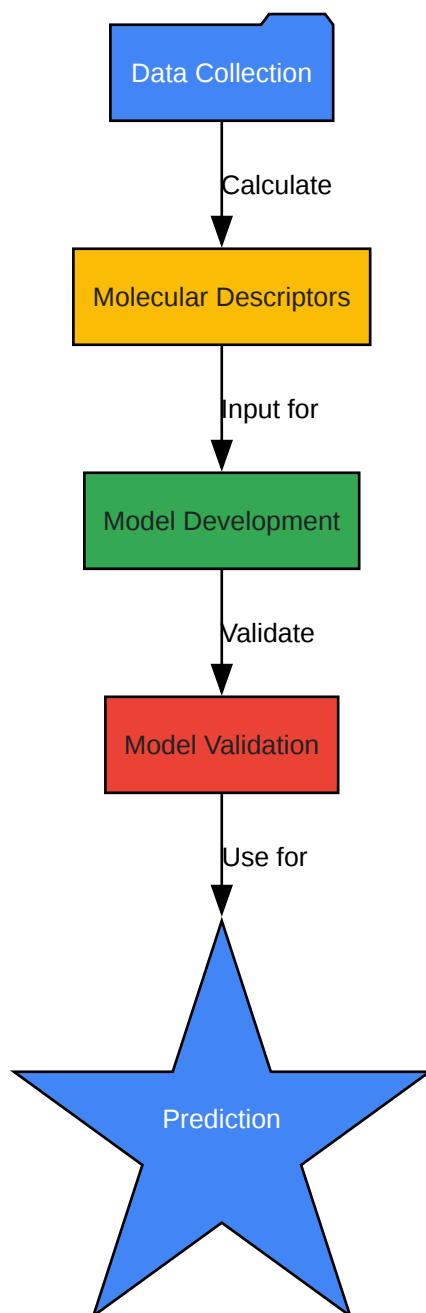 Data Collection
Calculate
Molecular Descriptors
Input for
Model Development
Validate
Model Validation
Use for
Prediction